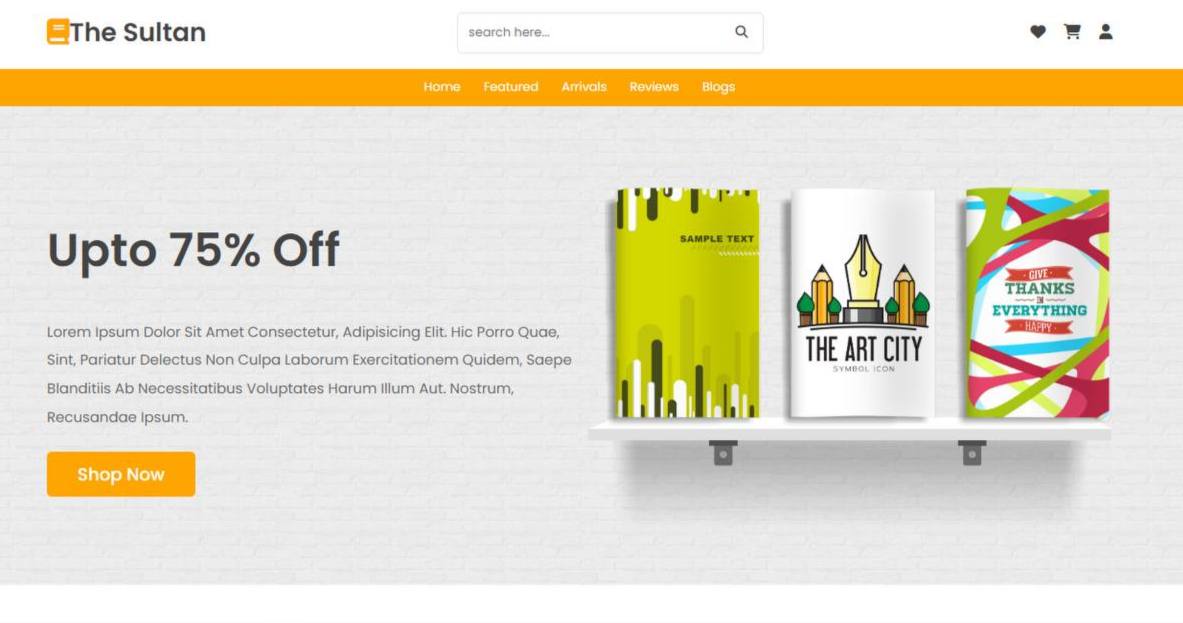 The Sultan
search here...
Home Featured Arrivals Reviews Blogs
Upto 75% Off
Lorem Ipsum Dolor Sit Amet Consectetur, Adipisicing Elit. Hic Porro Quae,
Sint, Pariatur Delectus Non Culpa Laborum Exercitationem Quidem, Saepe
Blanditiis Ab Necessitatibus Voluptates Harum Illum Aut. Nostrum,
Recusandae Ipsum.
Shop Now
SAMPLE TEXT
THE ART CITY
SYMBOL ICON
GIVE
THANKS
IN
EVERYTHING
HAPPY